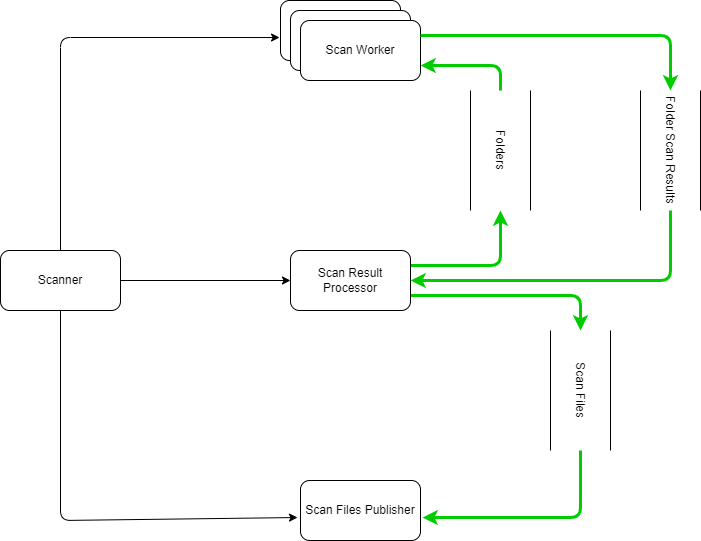 Scan Worker
Folders
Folder Scan Results
Scanner
Scan Result
Processor
Scan Files
Scan Files Publisher